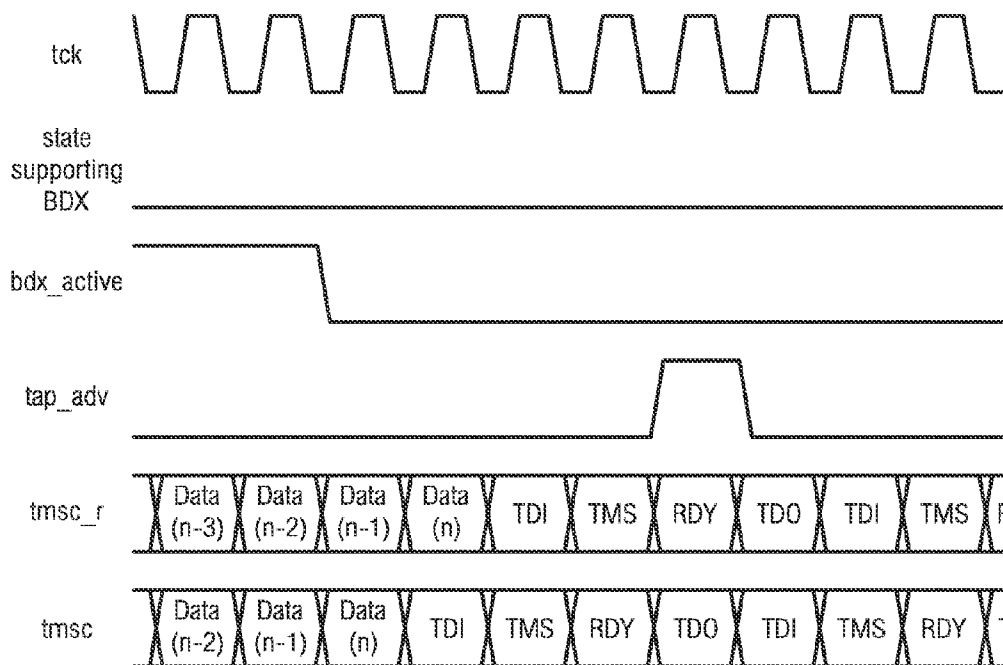 tck
state
supporting
BDX
bdx_active
tap_adv
tmsc_r
Data
(n-3)
Data
(n-2)
Data
(n-1)
Data
(n)
TDI
TMS
RDY
TDO
TDI
TMS
tmsc
Data
(n-2)
Data
(n-1)
Data
(n)
TDI
TMS
RDY
TDO
TDI
TMS
RDY